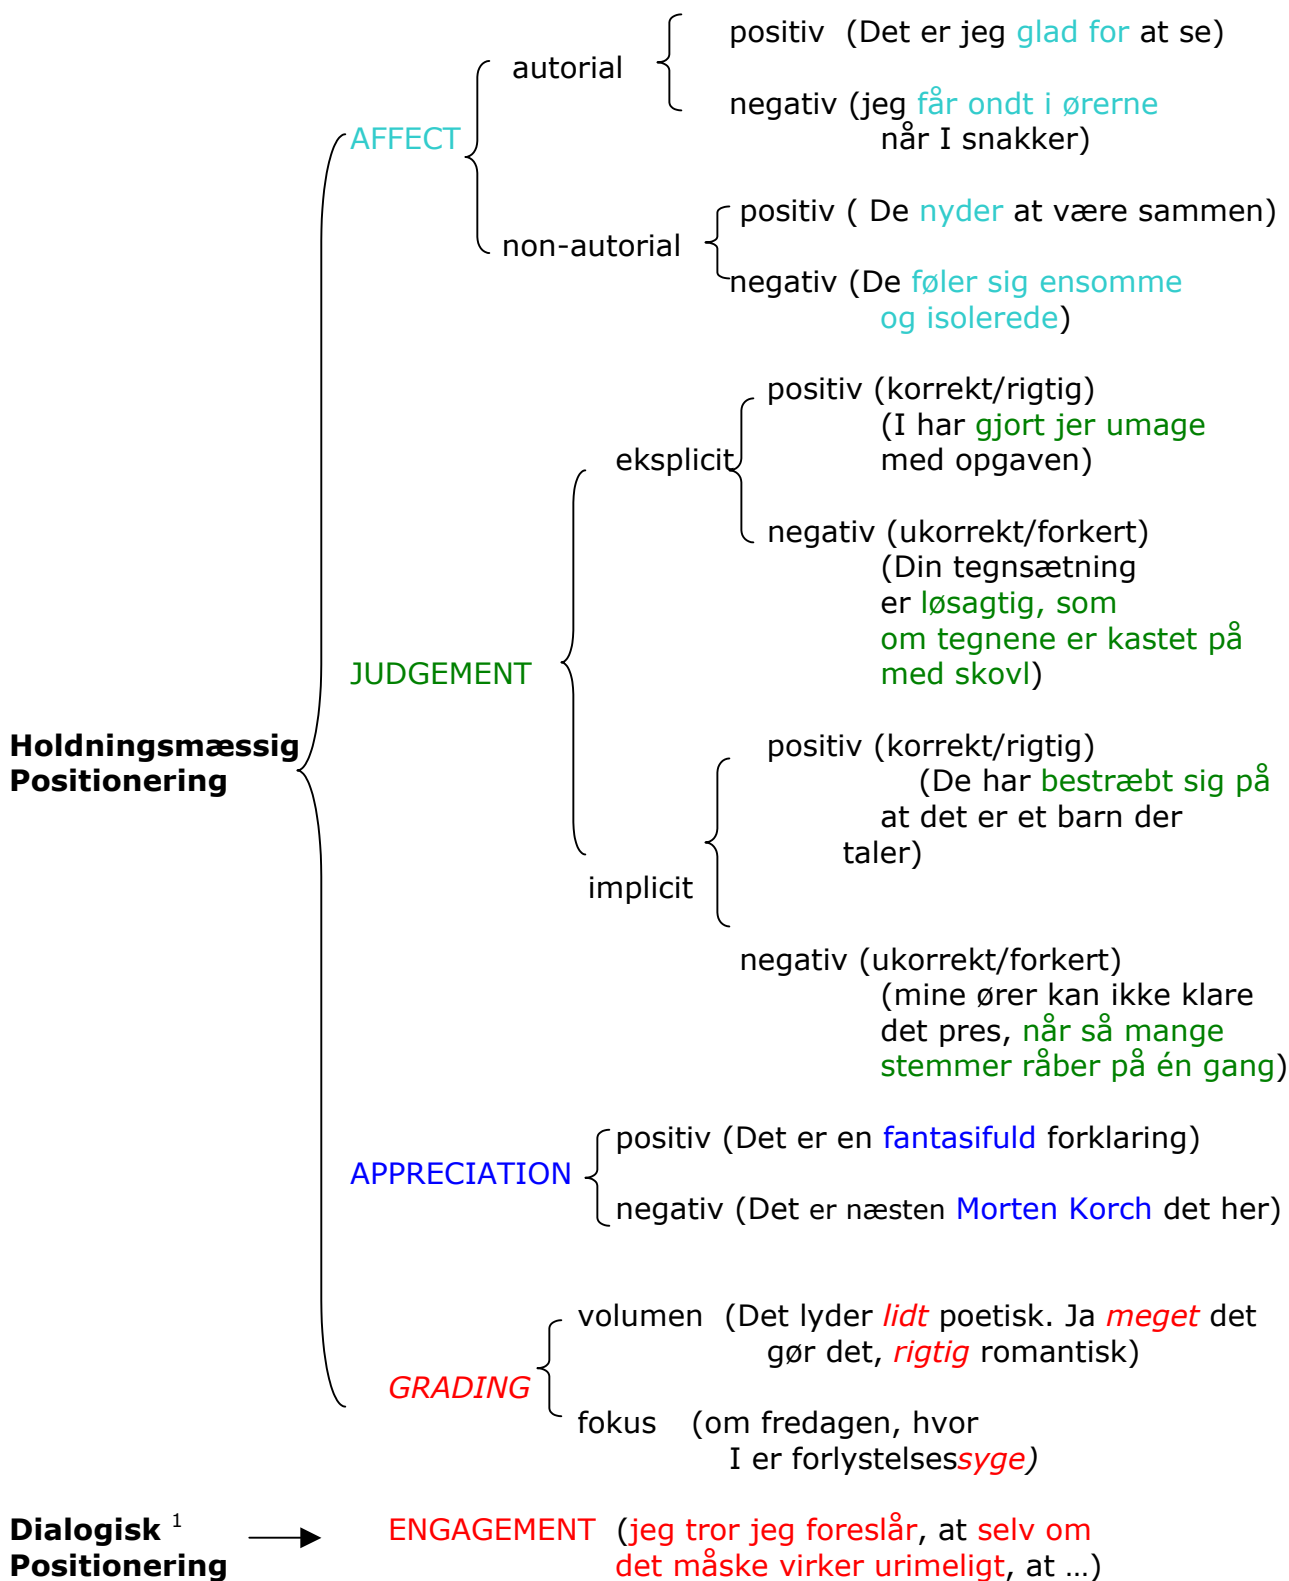 positiv (Det er jeg glad for at se)
autorial
negativ (jeg får ondt i ørerne
når I snakker)
AFFECT
positiv ( De nyder at være sammen)
non-autorial
negativ (De føler sig ensomme
og isolerede)
positiv (korrekt/rigtig)
(I har gjort jer umage
med opgaven)
eksplicit
negativ (ukorrekt/forkert)
(Din tegnsætning
er løsagtig, som
om tegnene er kastet på
med skovl)
JUDGEMENT
Holdningsmæssig
Positionering
positiv (korrekt/rigtig)
(De har bestræbt sig på
at det er et barn der
taler)
implicit
negativ (ukorrekt/forkert)
(mine ører kan ikke klare
det pres, når så mange
stemmer råber på én gang)
positiv (Det er en fantasifuld forklaring)
APPRECIATION
negativ (Det er næsten Morten Korch det her)
volumen (Det lyder lidt poetisk. Ja meget det
gør det, rigtig romantisk)
GRADING
fokus (om fredagen, hvor
I er forlystelsessyge)
Dialogisk 1
Positionering
ENGAGEMENT (jeg tror jeg foreslår, at selv om
det måske virker urimeligt, at …)